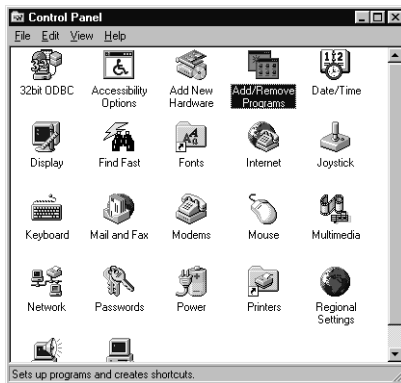 Control Panel
File Edit View Help
32bit ODBC Accessibility Options Add New Hardware Add/Remove Programs Date/Time
Display Find Fast Fonts Internet Joystick
Keyboard Mail and Fax Modems Mouse Multimedia
Network Passwords Power Printers Regional Settings
Sets up programs and creates shortcuts.